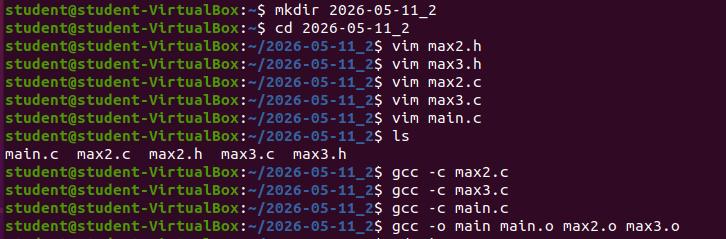 student@student-VirtualBox:~$ mkdir 2026-05-11_2
student@student-VirtualBox:~$ cd 2026-05-11_2
student@student-VirtualBox:~/2026-05-11_2$ vim max2.h
student@student-VirtualBox:~/2026-05-11_2$ vim max3.h
student@student-VirtualBox:~/2026-05-11_2$ vim max2.c
student@student-VirtualBox:~/2026-05-11_2$ vim max3.c
student@student-VirtualBox:~/2026-05-11_2$ vim main.c
student@student-VirtualBox:~/2026-05-11_2$ ls
main.c  max2.c  max2.h  max3.c  max3.h
student@student-VirtualBox:~/2026-05-11_2$ gcc -c max2.c
student@student-VirtualBox:~/2026-05-11_2$ gcc -c max3.c
student@student-VirtualBox:~/2026-05-11_2$ gcc -c main.c
student@student-VirtualBox:~/2026-05-11_2$ gcc -o main main.o max2.o max3.o